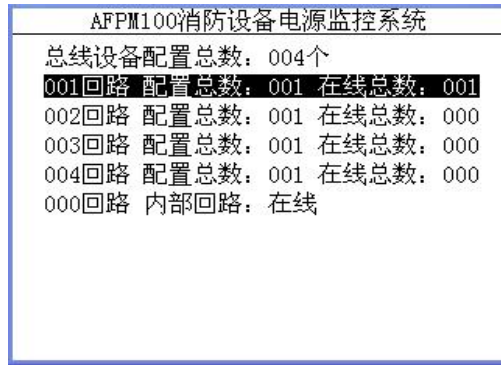 AFPM100消防设备电源监控系统
总线设备配置总数：004个
001回路 配置总数：001 在线总数：001
002回路 配置总数：001 在线总数：000
003回路 配置总数：001 在线总数：000
004回路 配置总数：001 在线总数：000
000回路 内部回路：在线